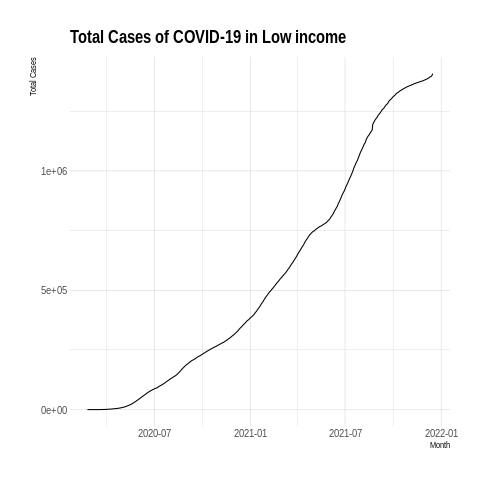 Total Cases of COVID-19 in Low income
Total Cases
1e+06
5e+05
0e+00
2020-07 2021-01 2021-07 2022-01
Month